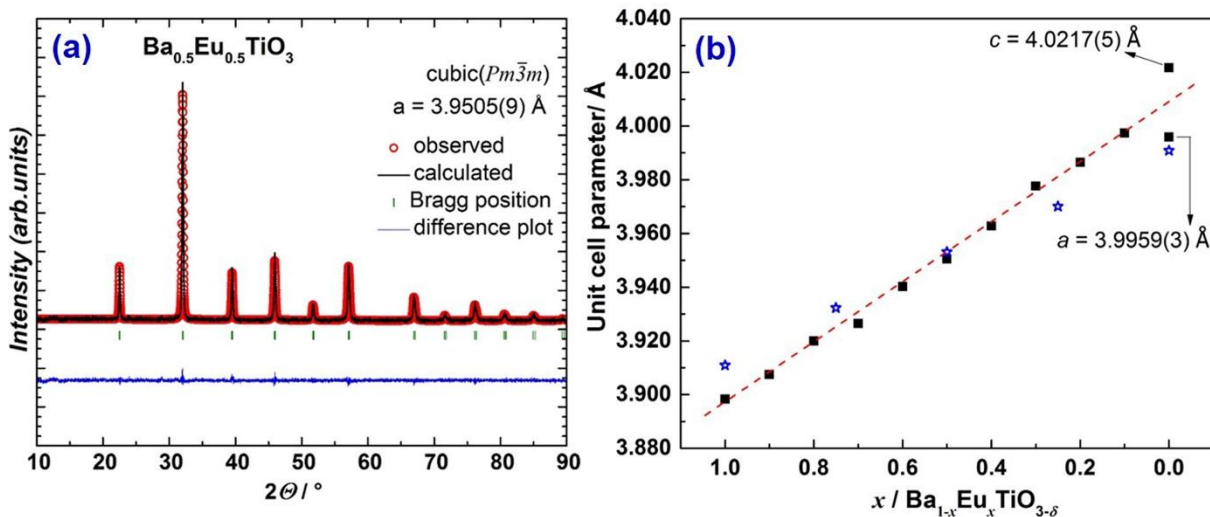 (a)
Ba0.5Eu0.5TiO3
cubic(Pm3̄m)
a = 3.9505(9) Å
observed
calculated
Bragg position
difference plot
Intensity (arb.units)
10 20 30 40 50 60 70 80 90
2Θ / °
(b)
c = 4.0217(5) Å
a = 3.9959(3) Å
Unit cell parameter/ Å
4.040
4.020
4.000
3.980
3.960
3.940
3.920
3.900
3.880
1.0 0.8 0.6 0.4 0.2 0.0
x / Ba1-xEuxTiO3-δ